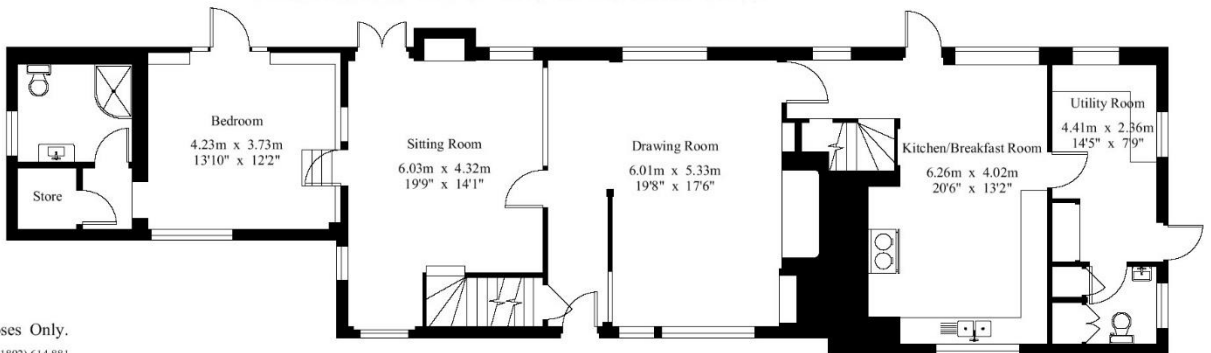 Bedroom
4.23m x 3.73m
13'10" x 12'2"
Store
Sitting Room
6.03m x 4.32m
19'9" x 14'1"
Drawing Room
6.01m x 5.33m
19'8" x 17'6"
Kitchen/Breakfast Room
6.26m x 4.02m
20'6" x 13'2"
Utility Room
4.41m x 2.36m
14'5" x 7'9"
Only.
614 881